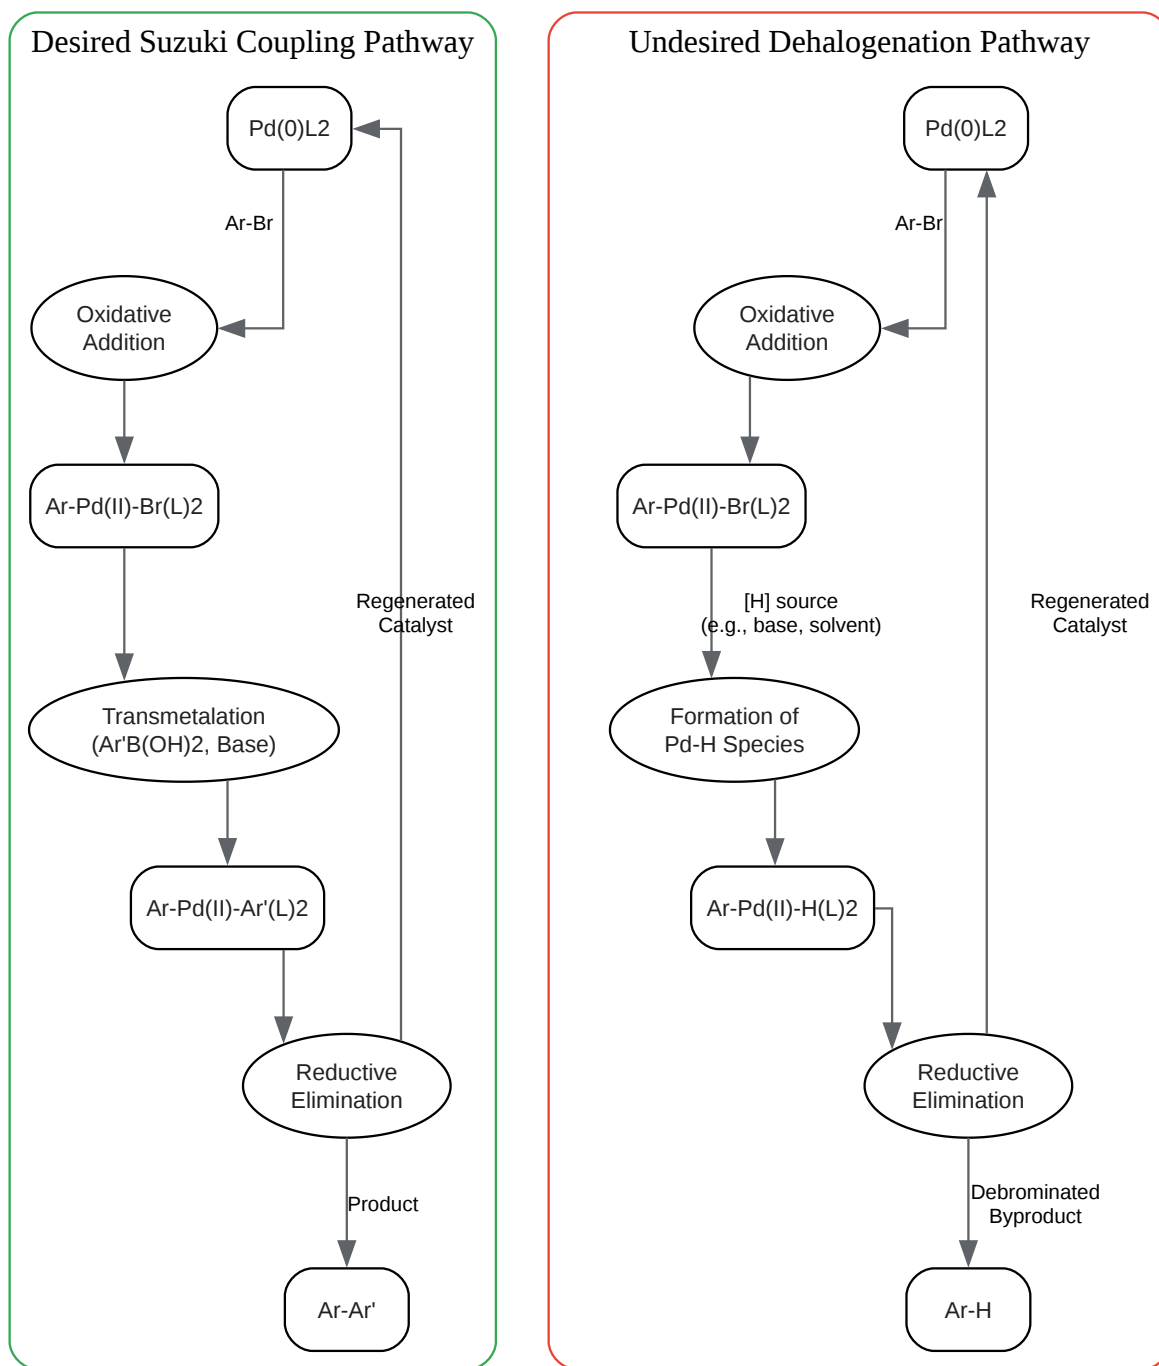 Desired Suzuki Coupling Pathway
Pd(0)L2
Ar-Br
Oxidative
Addition
Ar-Pd(II)-Br(L)2
Regenerated
Catalyst
Transmetalation
(Ar'B(OH)2, Base)
Ar-Pd(II)-Ar'(L)2
Reductive
Elimination
Product
Ar-Ar'
Undesired Dehalogenation Pathway
Pd(0)L2
Ar-Br
Oxidative
Addition
Ar-Pd(II)-Br(L)2
[H] source
(e.g., base, solvent)
Regenerated
Catalyst
Formation of
Pd-H Species
Ar-Pd(II)-H(L)2
Reductive
Elimination
Debrominated
Byproduct
Ar-H